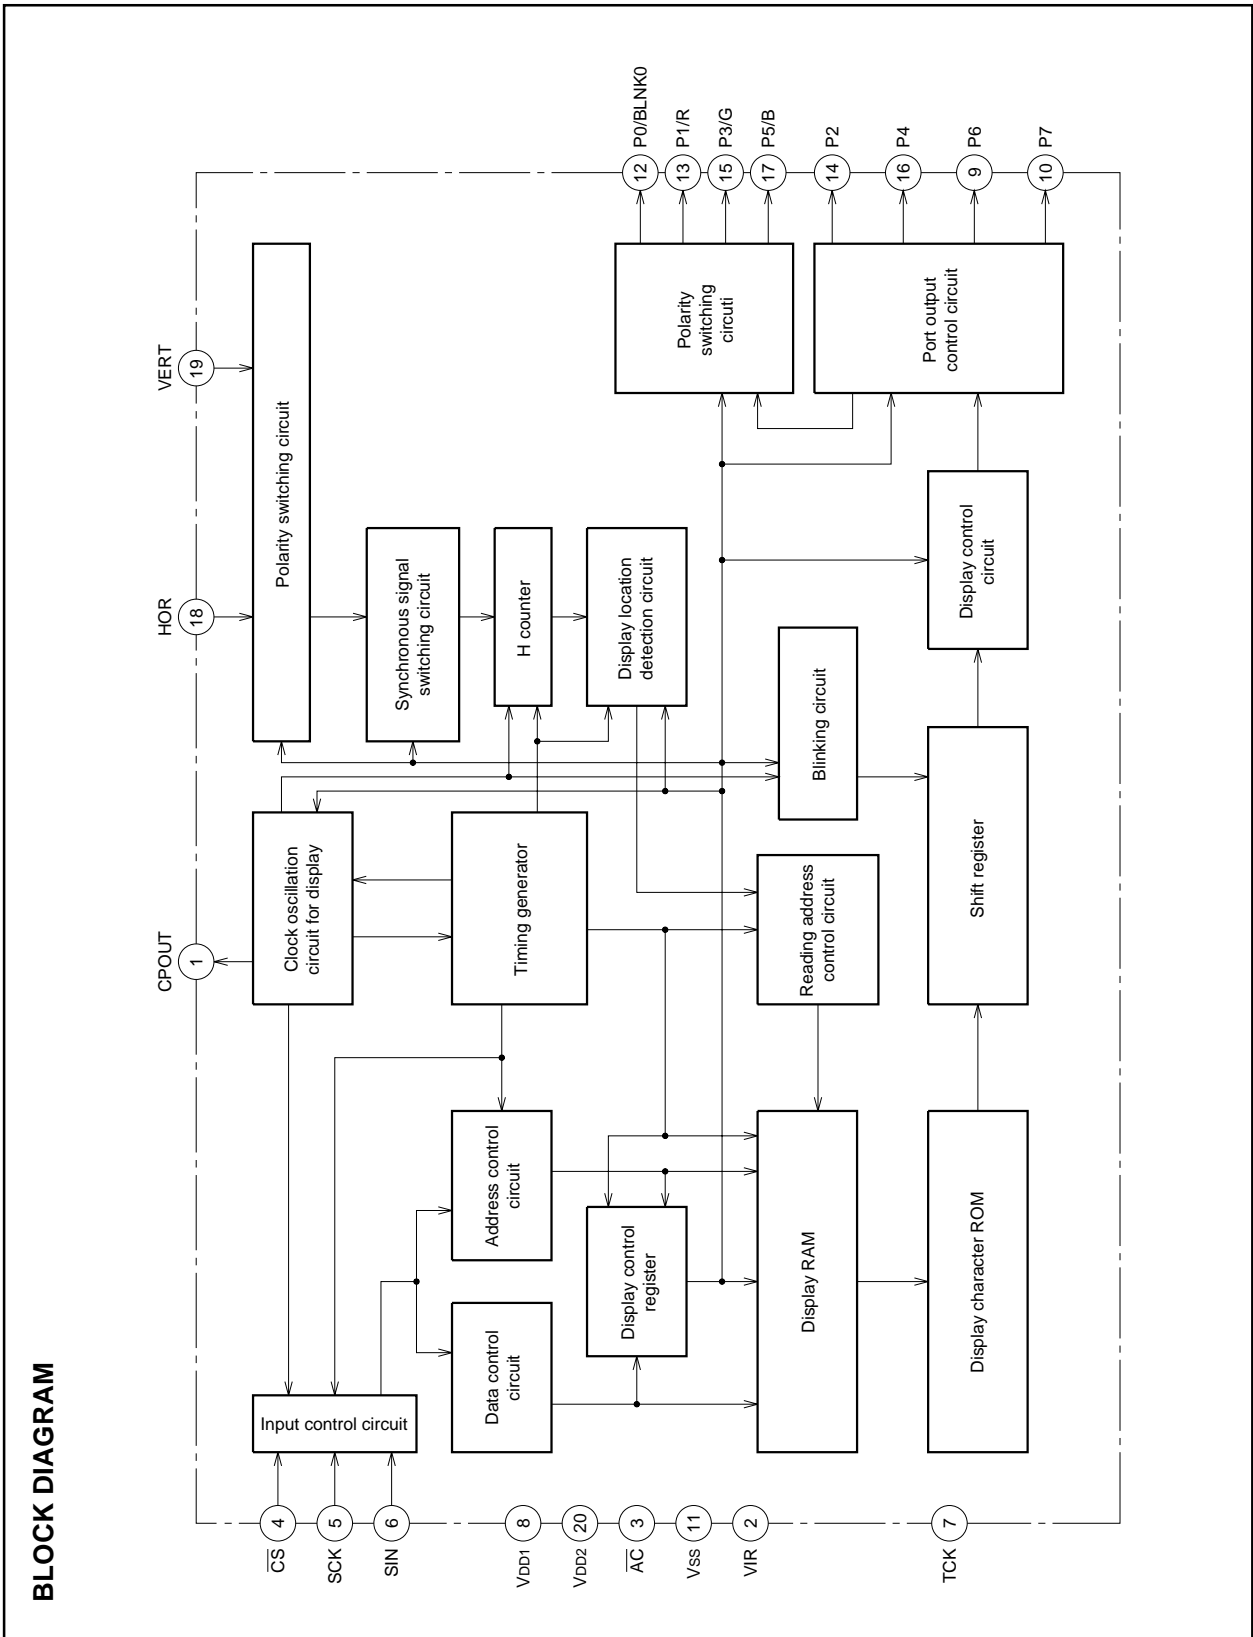 BLOCK DIAGRAM
CPOUT
1
HOR
18
VERT
19
CS
4
SCK
5
SIN
6
VDD1
8
VDD2
20
AC
3
VSS
11
VIR
2
TCK
7
Input control circuit
Clock oscillation
circuit for display
Polarity switching circuit
Data control
circuit
Address control
circuit
Timing generator
Synchronous signal
switching circuit
H counter
Display location
detection circuit
Display control
register
Display RAM
Reading address
control circuit
Blinking circuit
Display character ROM
Shift register
Display control
circuit
Polarity
switching
circuti
Port output
control circuit
12 P0/BLNK0
13 P1/R
15 P3/G
17 P5/B
14 P2
16 P4
9 P6
10 P7